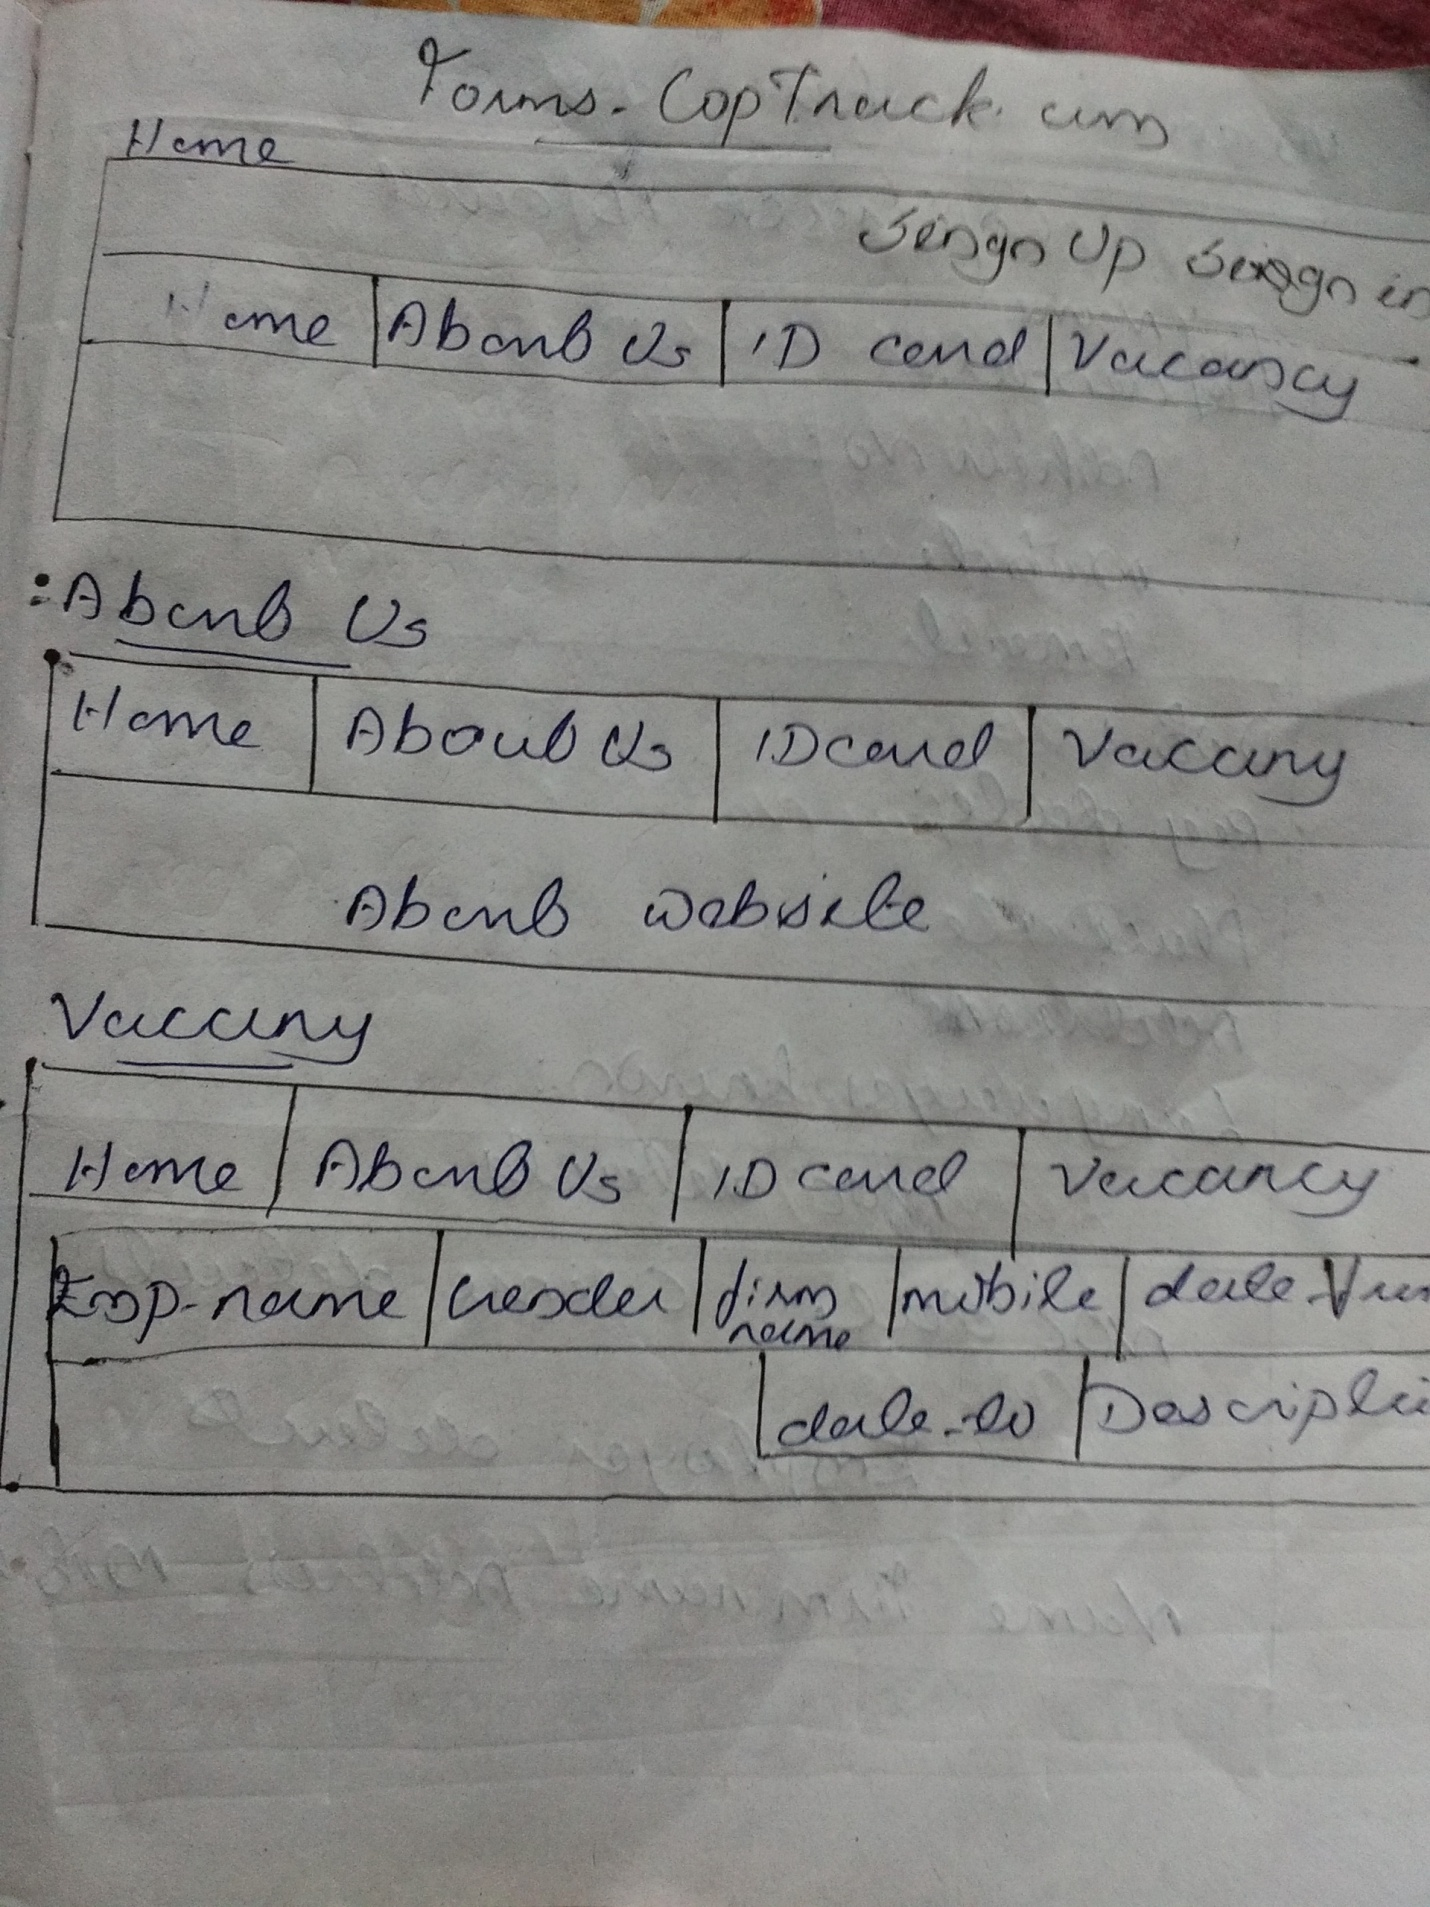 Forms - CopTrack.com
Home
Sign Up Sign in
Home About Us ID card Vacancy
About Us
Home About Us ID card Vacany
About website
Vaccany
Home About Us ID card Vacancy
Emp-name Gender firm name mobile date
date-to